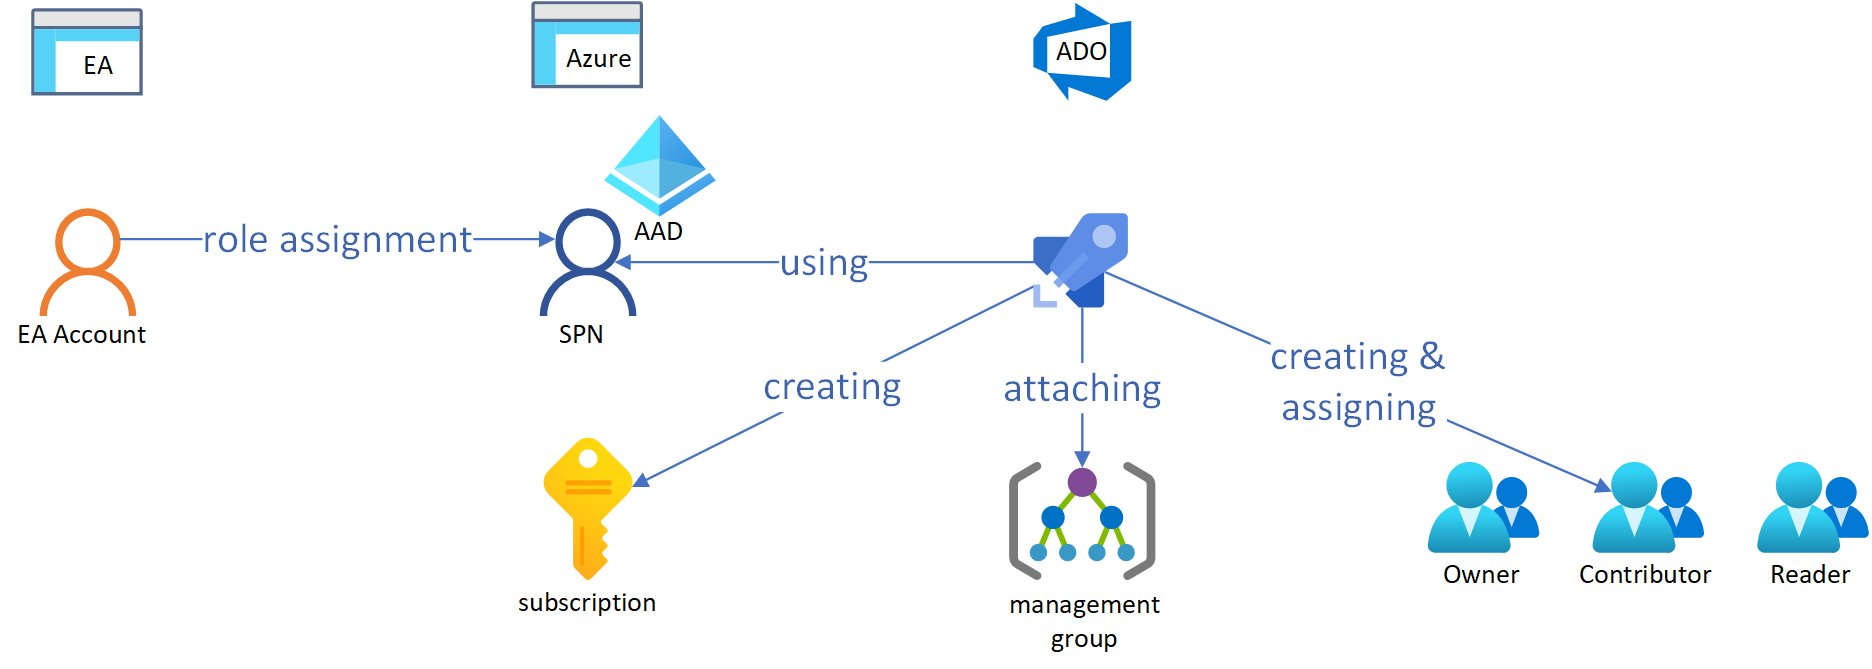 EA
Azure
ADO
role assignment
AAD
using
EA Account
SPN
creating
attaching
creating &
assigning
subscription
management
group
Owner
Contributor
Reader